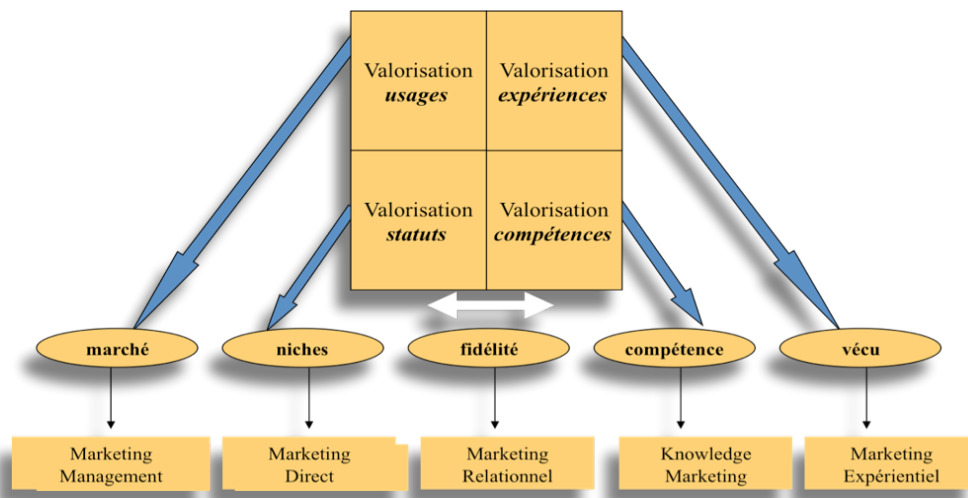 Valorisation
usages
Valorisation
expériences
Valorisation
statuts
Valorisation
compétences
marché
niches
fidélité
compétence
vécu
Marketing
Management
Marketing
Direct
Marketing
Relationnel
Knowledge
Marketing
Marketing
Expérientiel